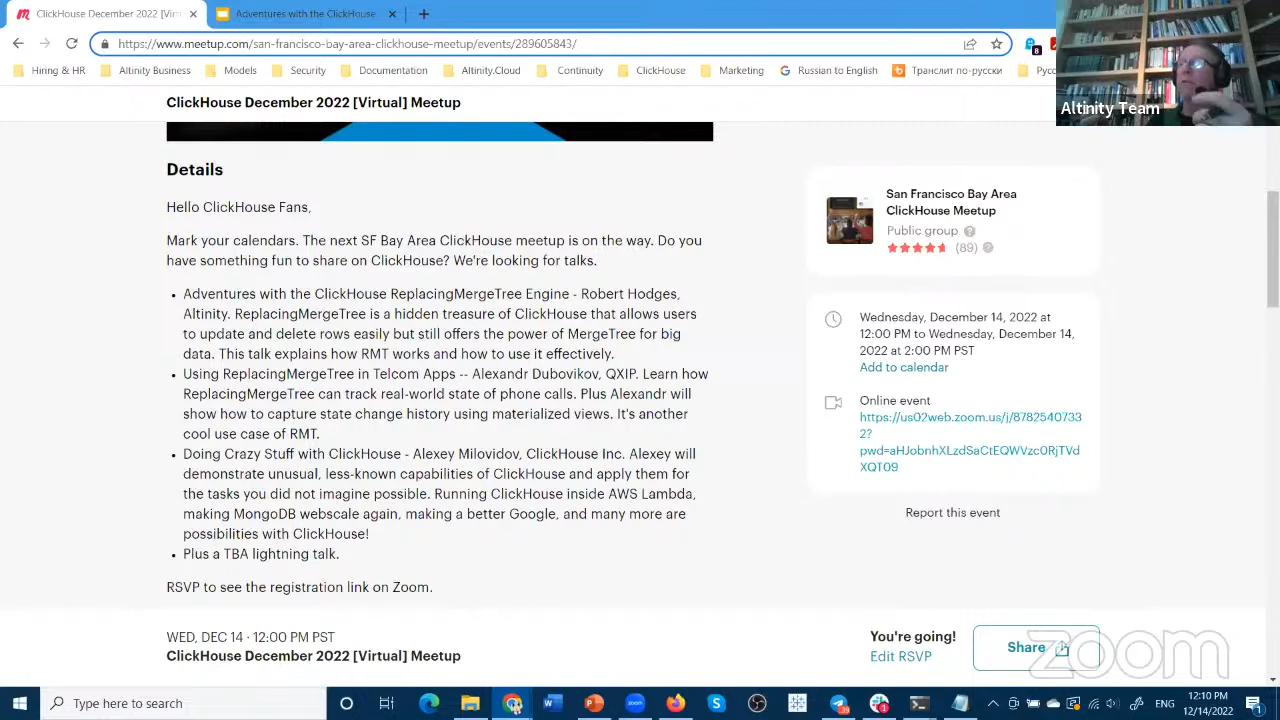 ClickHouse December 2022 [Virt
Adventures with the ClickHouse
https://www.meetup.com/san-francisco-bay-area-clickhouse-meetup/events/289605843/
8
Hiring & HR
Altinity Business
Models
Security
Documentation
Altinity.Cloud
Continuity
ClickHouse
Marketing
Russian to English
Транслит по-русски
Altinity Team
ClickHouse December 2022 [Virtual] Meetup
Details
Hello ClickHouse Fans,
Mark your calendars. The next SF Bay Area ClickHouse meetup is on the way. Do you
have something fun to share on ClickHouse? We're looking for talks.
• Adventures with the ClickHouse ReplacingMergeTree Engine - Robert Hodges,
Altinity. ReplacingMergeTree is a hidden treasure of ClickHouse that allows users
to update and delete rows easily but still offers the power of MergeTree for big
data. This talk explains how RMT works and how to use it effectively.
• Using ReplacingMergeTree in Telcom Apps -- Alexandr Dubovikov, QXIP. Learn how
ReplacingMergeTree can track real-world state of phone calls. Plus Alexandr will
show how to capture state change history using materialized views. It's another
cool use case of RMT.
• Doing Crazy Stuff with ClickHouse - Alexey Milovidov, ClickHouse Inc. Alexey will
demonstrate unusual, less-known capabilities of ClickHouse and apply them for
the tasks you did not imagine possible. Running ClickHouse inside AWS Lambda,
making MongoDB webscale again, making a better Google, and many more are
possibilities with ClickHouse!
• Plus a TBA lightning talk.
RSVP to see the registration link on Zoom.
San Francisco Bay Area
ClickHouse Meetup
Public group
(89)
Wednesday, December 14, 2022 at
12:00 PM to Wednesday, December 14,
2022 at 2:00 PM PST
Add to calendar
Online event
https://us02web.zoom.us/j/8782540733
2?
pwd=aHJobnhXLzdSaCtEQWVzc0RjTVd
XQT09
Report this event
WED, DEC 14 · 12:00 PM PST
ClickHouse December 2022 [Virtual] Meetup
You're going!
Edit RSVP
Share
zoom
Type here to search
ENG
12:10 PM
12/14/2022